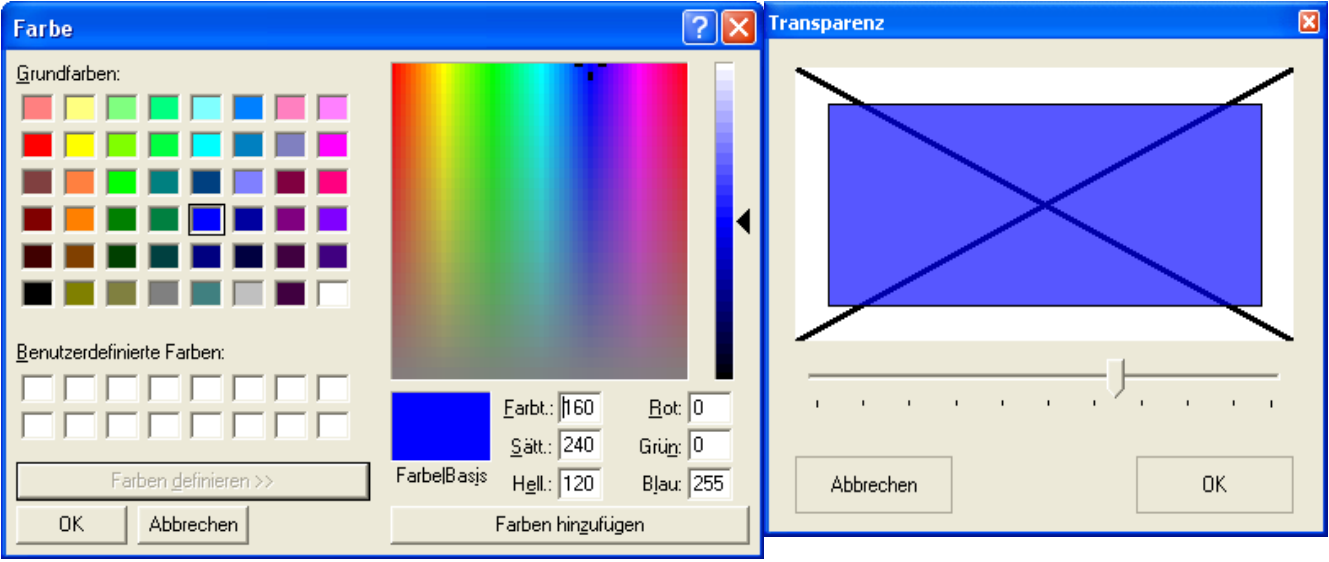 Farbe
Grundfarben:
Benutzerdefinierte Farben:
Farben definieren >>
OK Abbrechen
Farbe|Basis
Farbt.: 160 Rot: 0
Sätt.: 240 Grün: 0
Hell.: 120 Blau: 255
Farben hinzufügen
Transparenz
Abbrechen OK